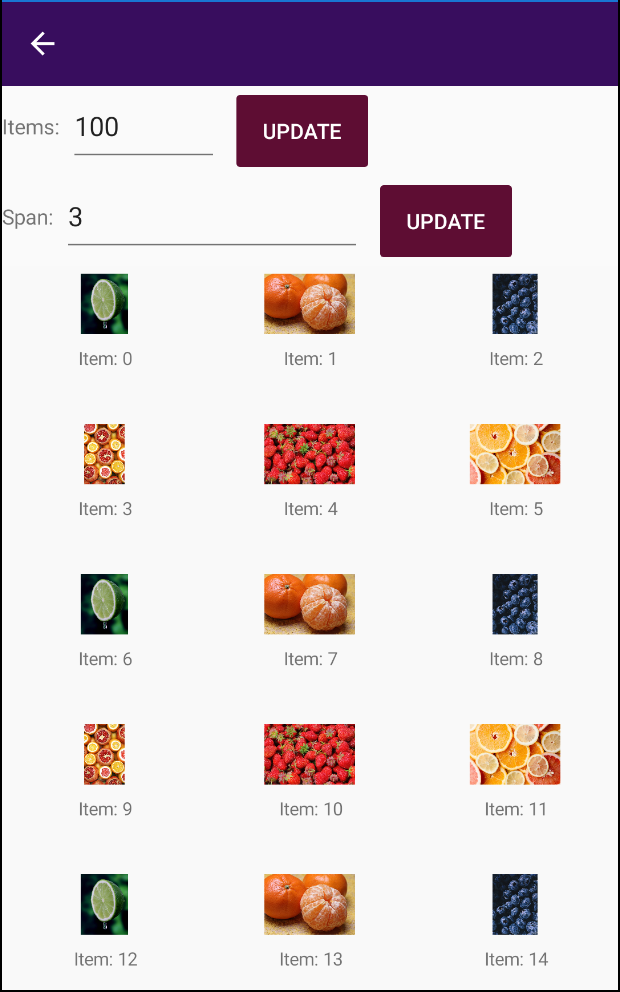 Items: 100 UPDATE
Span: 3 UPDATE
Item: 0 Item: 1 Item: 2
Item: 3 Item: 4 Item: 5
Item: 6 Item: 7 Item: 8
Item: 9 Item: 10 Item: 11
Item: 12 Item: 13 Item: 14